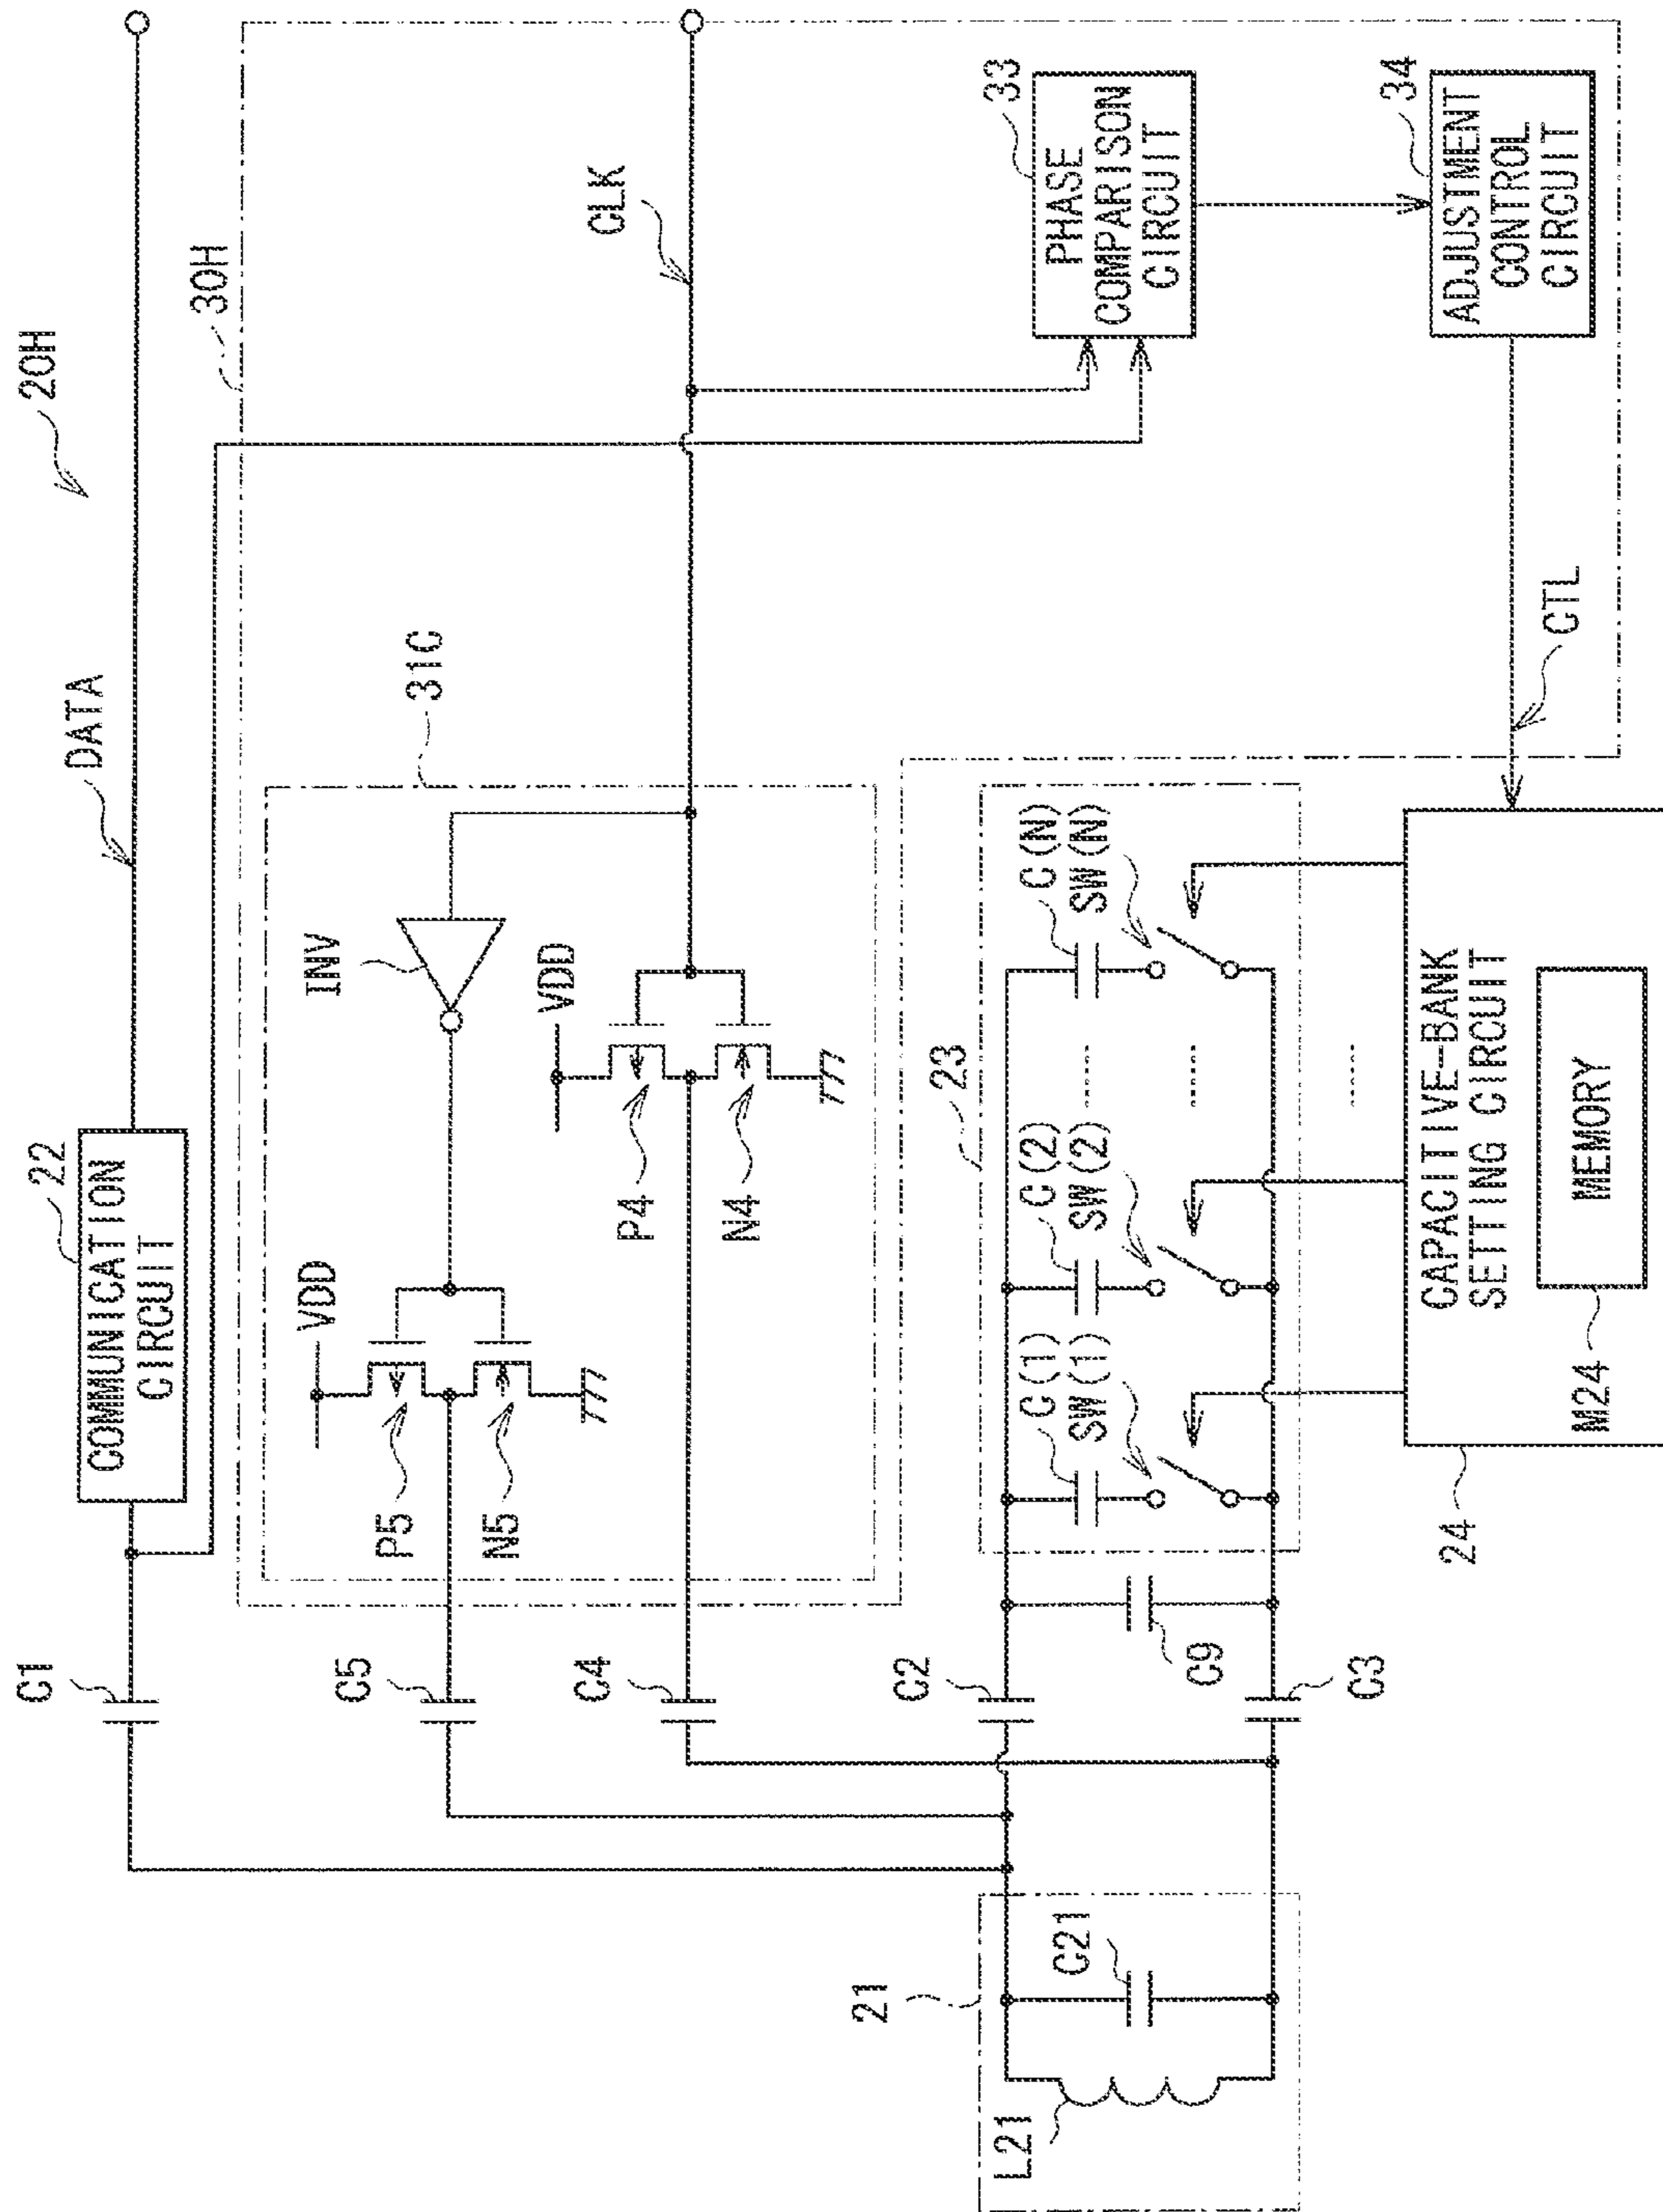 20H
DATA
22
COMMUNICATION
CIRCUIT
C1
30H
CLK
31C
INV
VDD
VDD
P5
N5
P4
N4
C5
C4
33
PHASE
COMPARISON
CIRCUIT
34
ADJUSTMENT
CONTROL
CIRCUIT
CTL
23
C(1)
SW(1)
C(2)
SW(2)
C(N)
SW(N)
C2
C9
C3
21
C21
L21
24
CAPACITIVE-BANK
SETTING CIRCUIT
MEMORY
M24